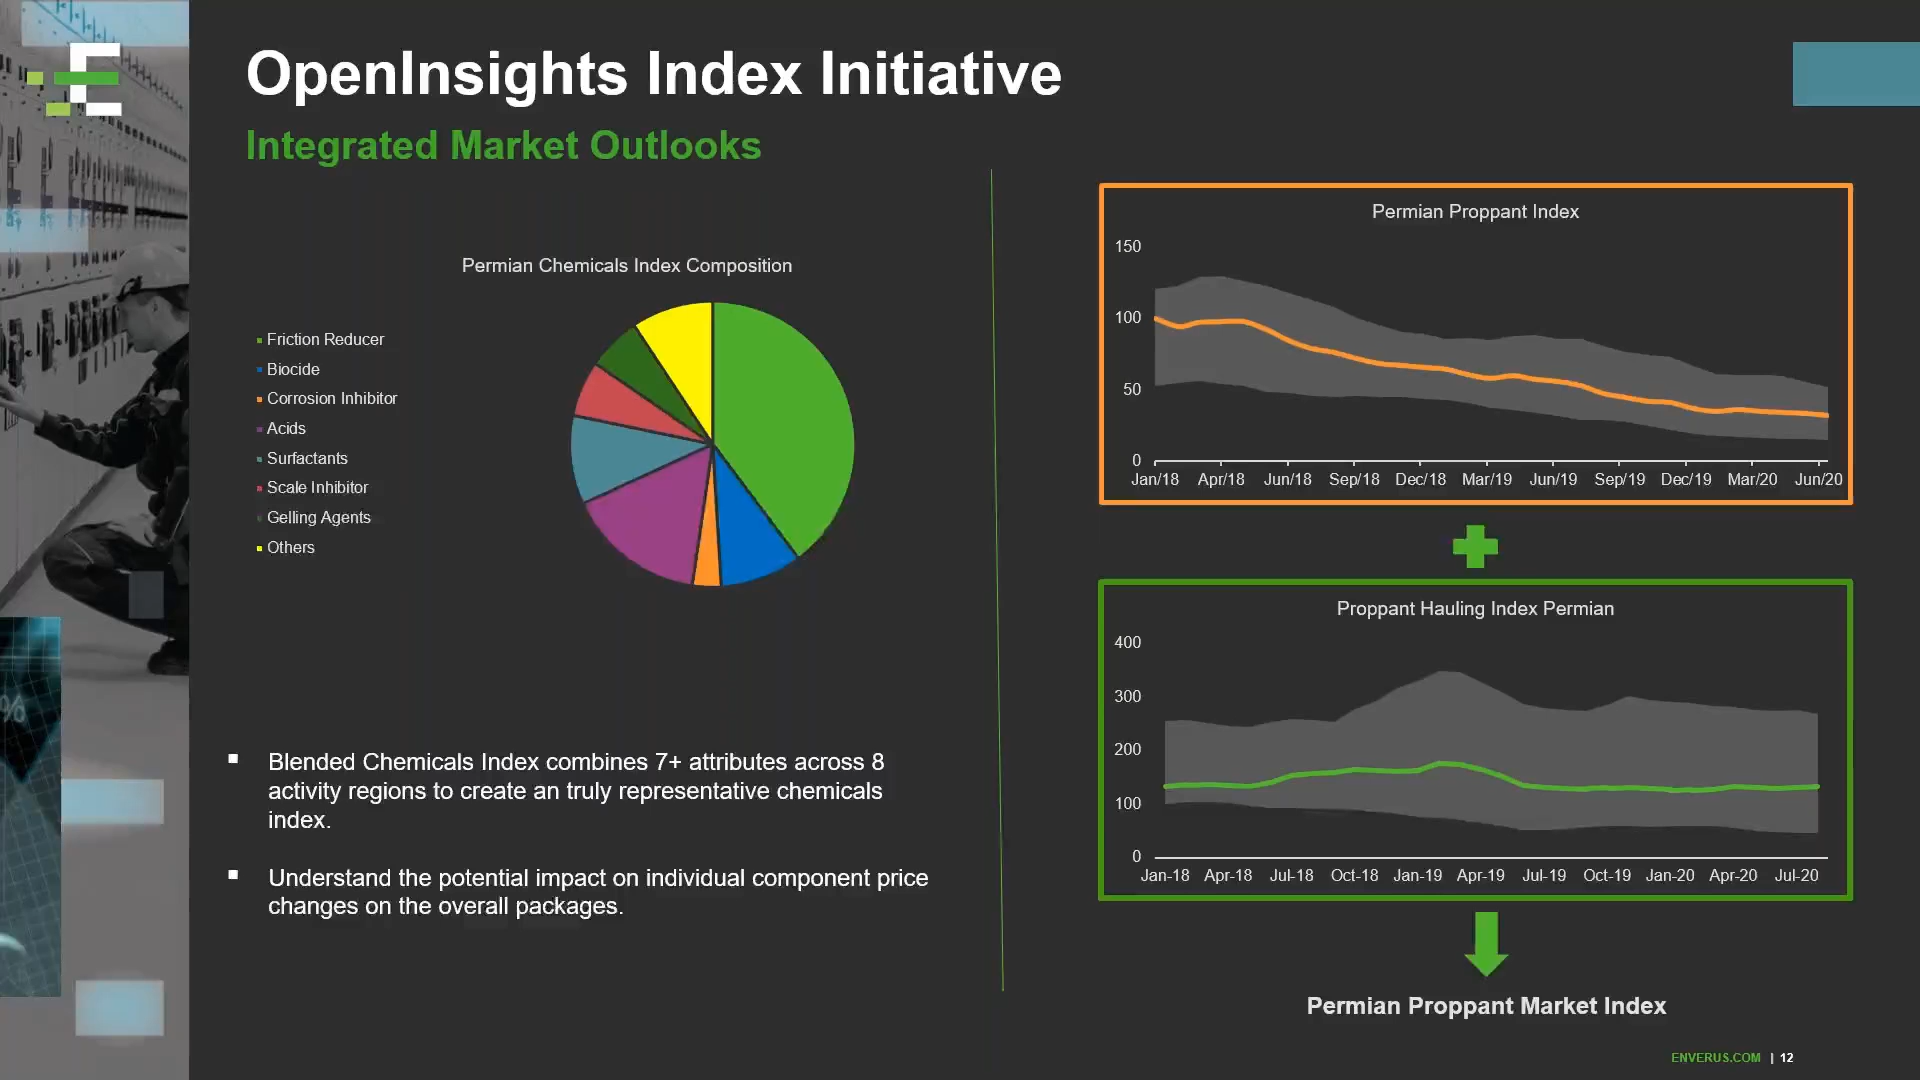 OpenInsights Index Initiative
Integrated Market Outlooks
Permian Chemicals Index Composition
Friction Reducer
Biocide
Corrosion Inhibitor
Acids
Surfactants
Scale Inhibitor
Gelling Agents
Others
Blended Chemicals Index combines 7+ attributes across 8
activity regions to create an truly representative chemicals
index.
Understand the potential impact on individual component price
changes on the overall packages.
Permian Proppant Index
150
100
50
0
Jan/18 Apr/18 Jun/18 Sep/18 Dec/18 Mar/19 Jun/19 Sep/19 Dec/19 Mar/20 Jun/20
Proppant Hauling Index Permian
400
300
200
100
0
Jan-18 Apr-18 Jul-18 Oct-18 Jan-19 Apr-19 Jul-19 Oct-19 Jan-20 Apr-20 Jul-20
Permian Proppant Market Index
ENVERUS.COM | 12
%